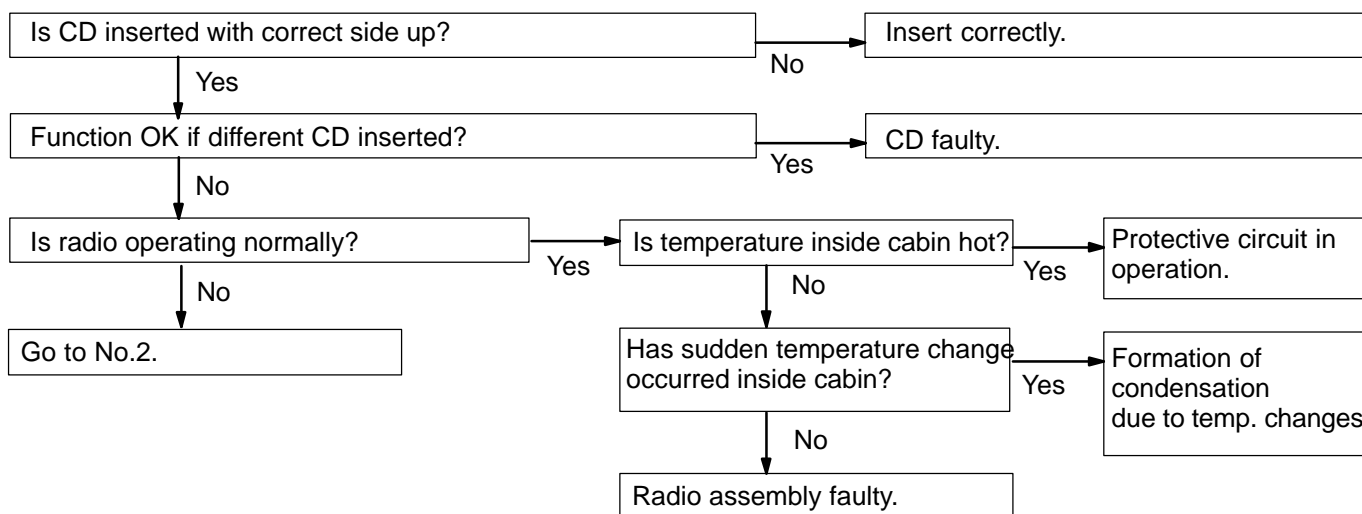 Is CD inserted with correct side up?
Insert correctly.
No
Yes
Function OK if different CD inserted?
CD faulty.
Yes
No
Is radio operating normally?
Yes
Is temperature inside cabin hot?
Yes
Protective circuit in
operation.
No
No
Go to No.2.
Has sudden temperature change
occurred inside cabin?
Yes
Formation of
condensation
due to temp. changes
No
Radio assembly faulty.